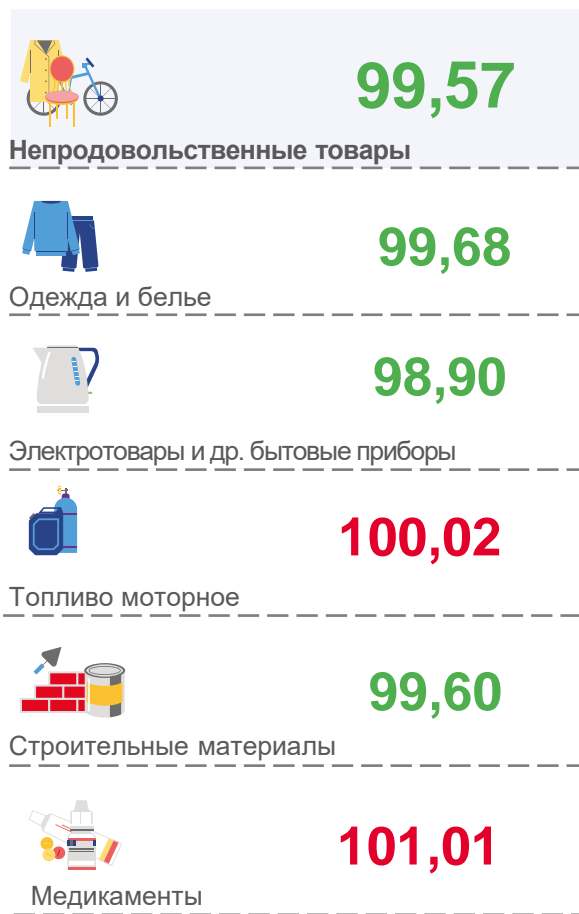 99,57
Непродовольственные товары
99,68
Одежда и белье
98,90
Электротовары и др. бытовые приборы
100,02
Топливо моторное
99,60
Строительные материалы
101,01
Медикаменты